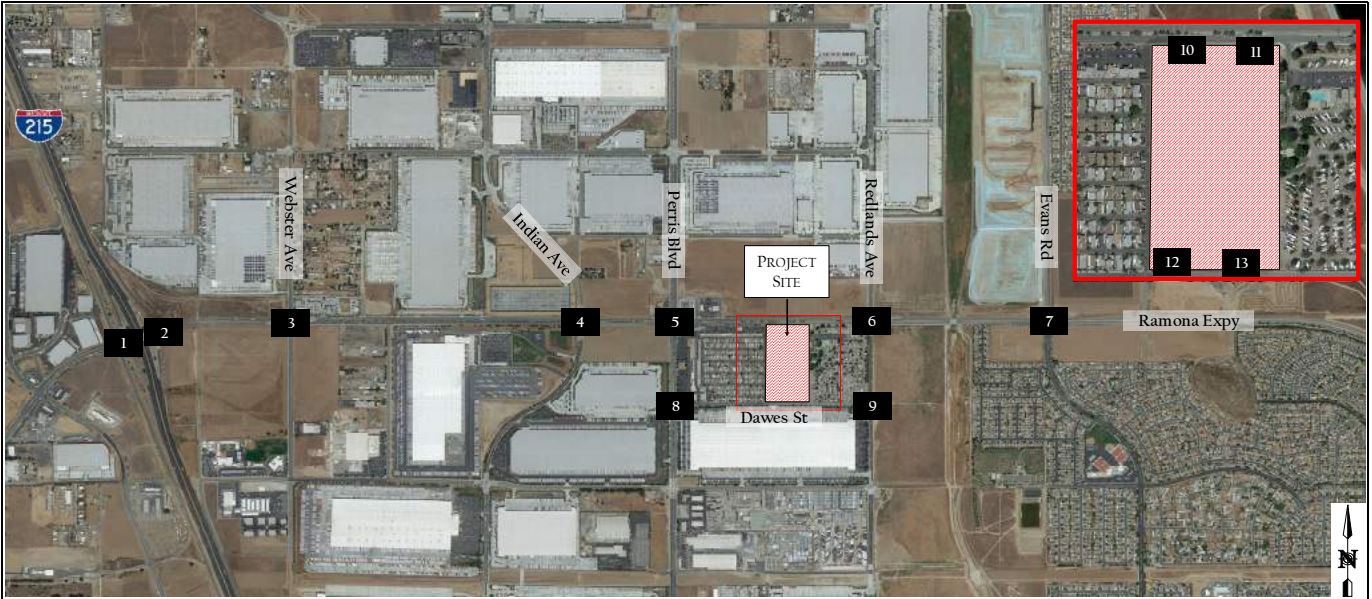 10
11
215
Webster Ave
Indian Ave
Perris Blvd
Redlands Ave
Evans Rd
PROJECT
SITE
12
13
1
2
3
4
5
6
7
Ramona Expy
8
9
Dawes St
N